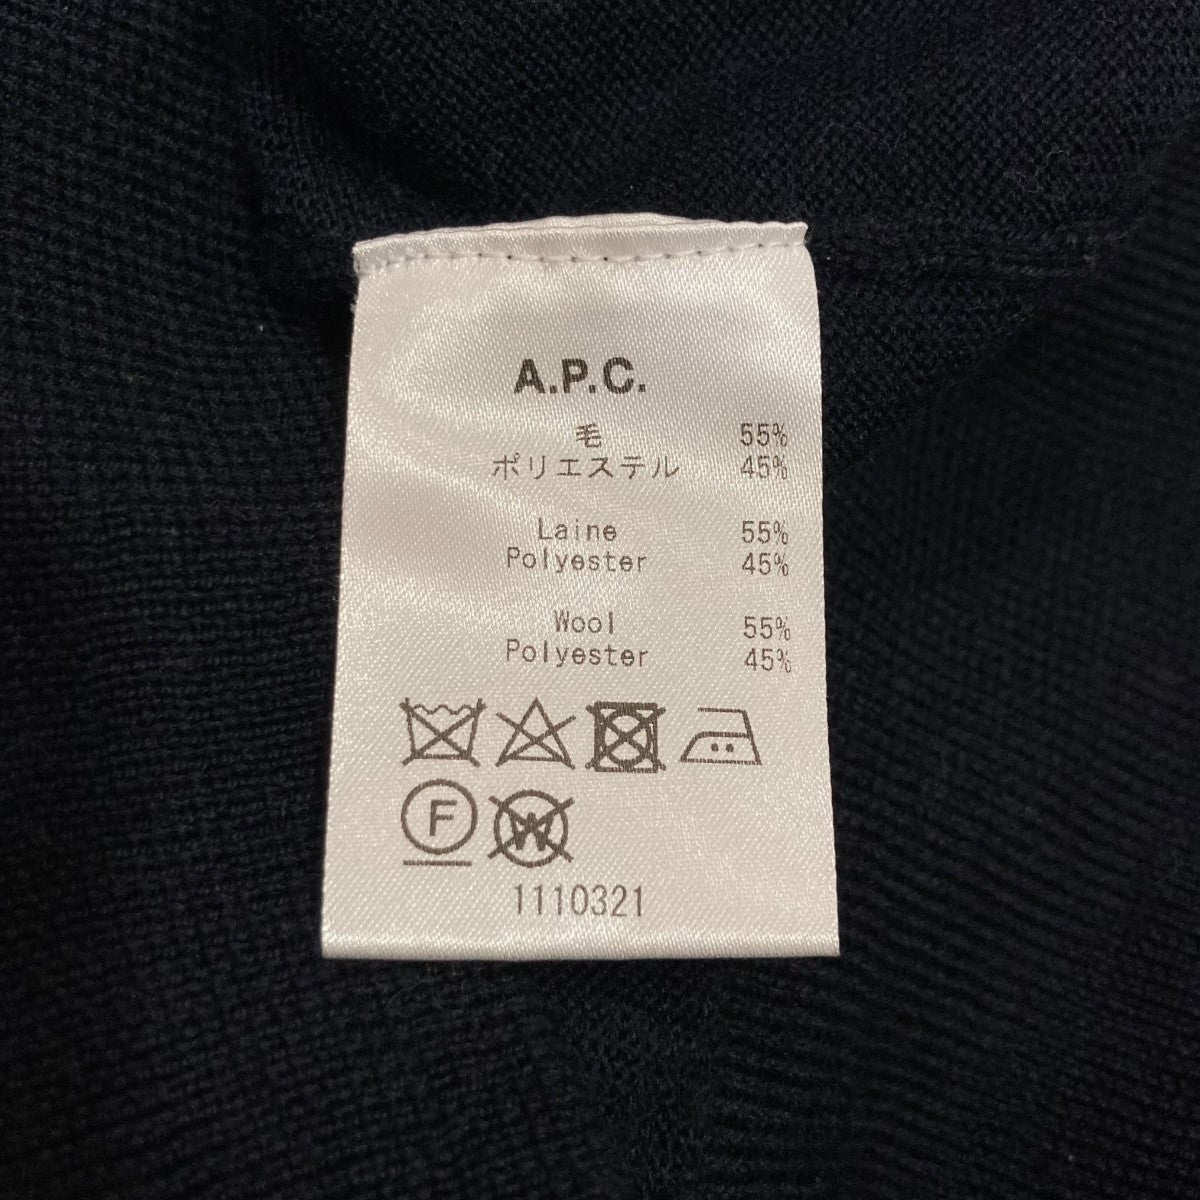 A.P.C.
毛 55%
ポリエステル 45%
Laine 55%
Polyester 45%
Wool 55%
Polyester 45%
F W
1110321